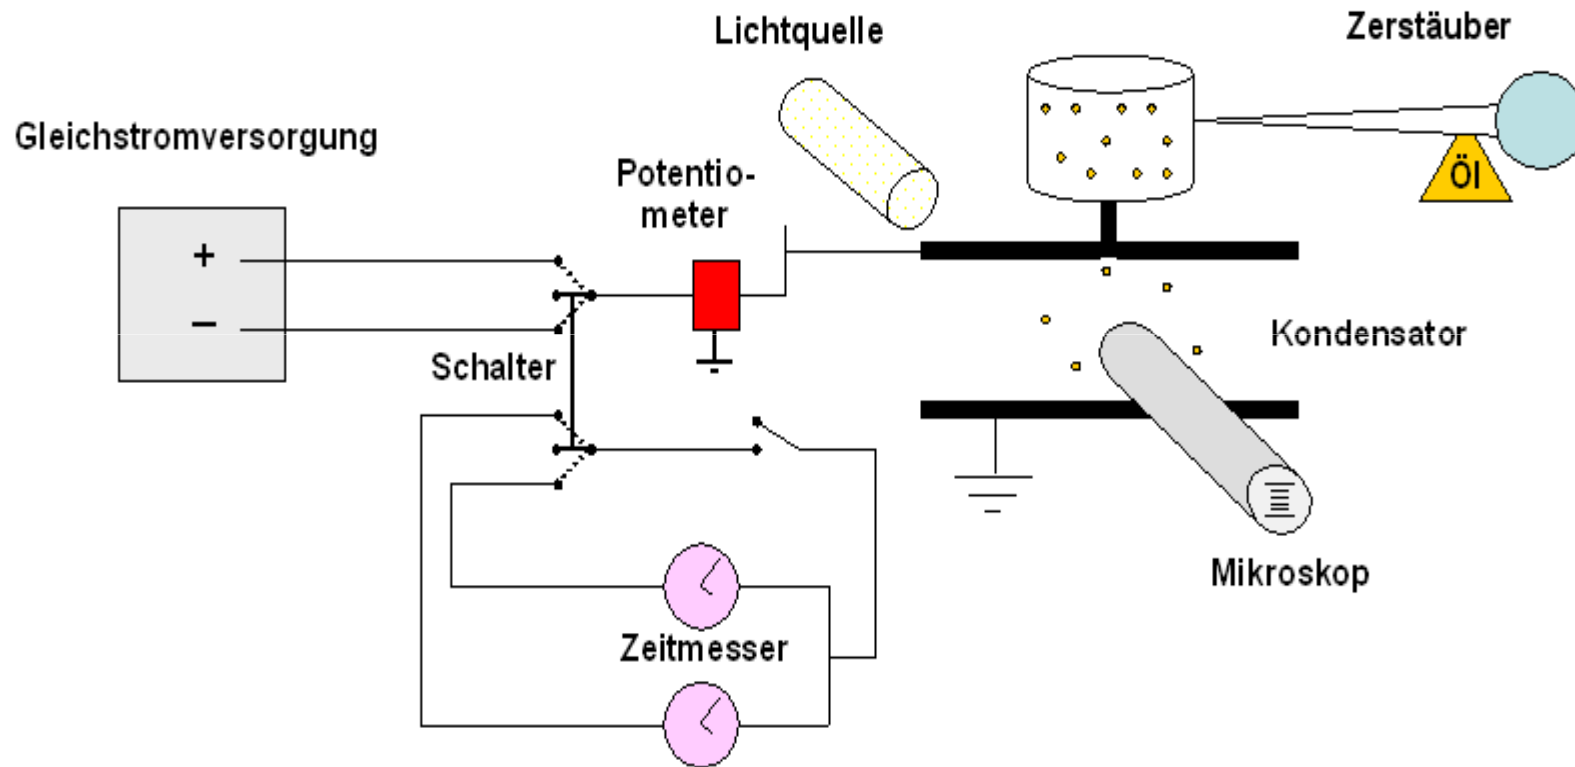 Lichtquelle
Zerstäuber
Gleichstromversorgung
Potentio-
meter
Öl
+
–
Kondensator
Schalter
Mikroskop
Zeitmesser